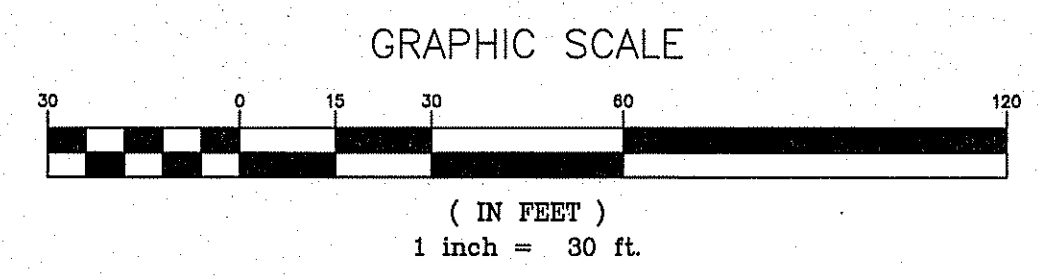 GRAPHIC SCALE
30 0 15 30 60 120
( IN FEET )
1 inch = 30 ft.